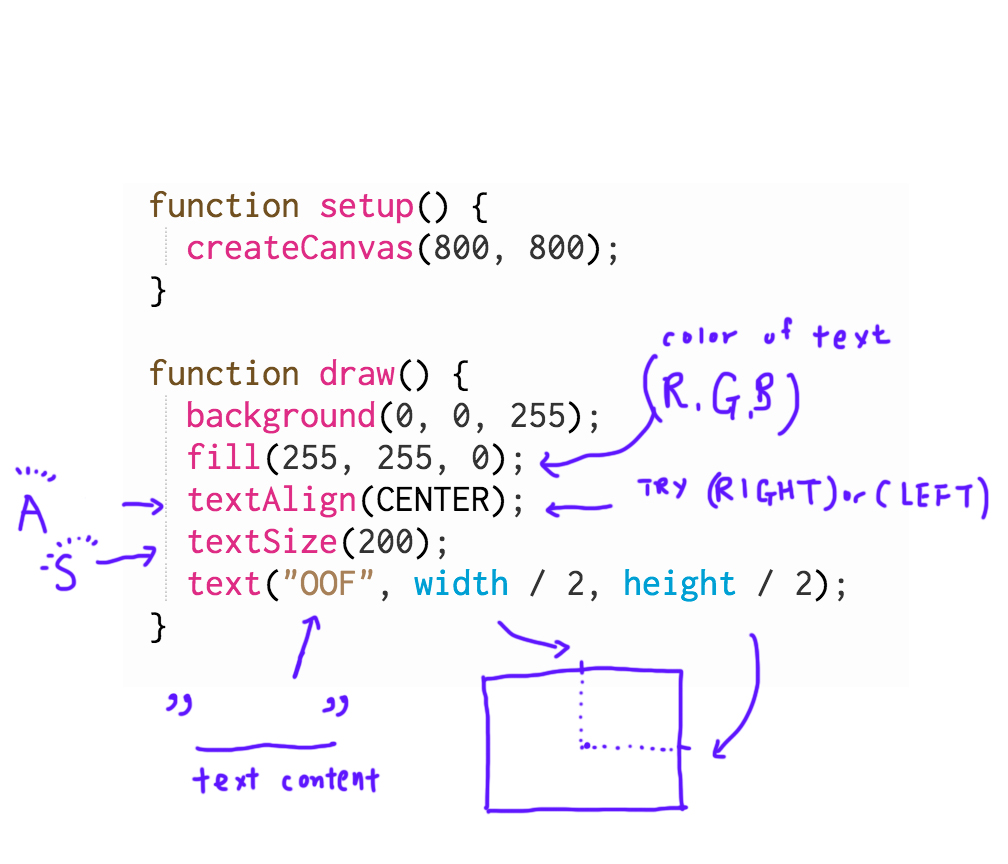 function setup() {
createCanvas(800, 800);
}
color of text
function draw() {
(R,G,B)
background(0, 0, 255);
fill(255, 255, 0);
TRY (RIGHT) or (LEFT)
A
textAlign(CENTER);
S
textSize(200);
text("OOF", width / 2, height / 2);
}
" "
text content